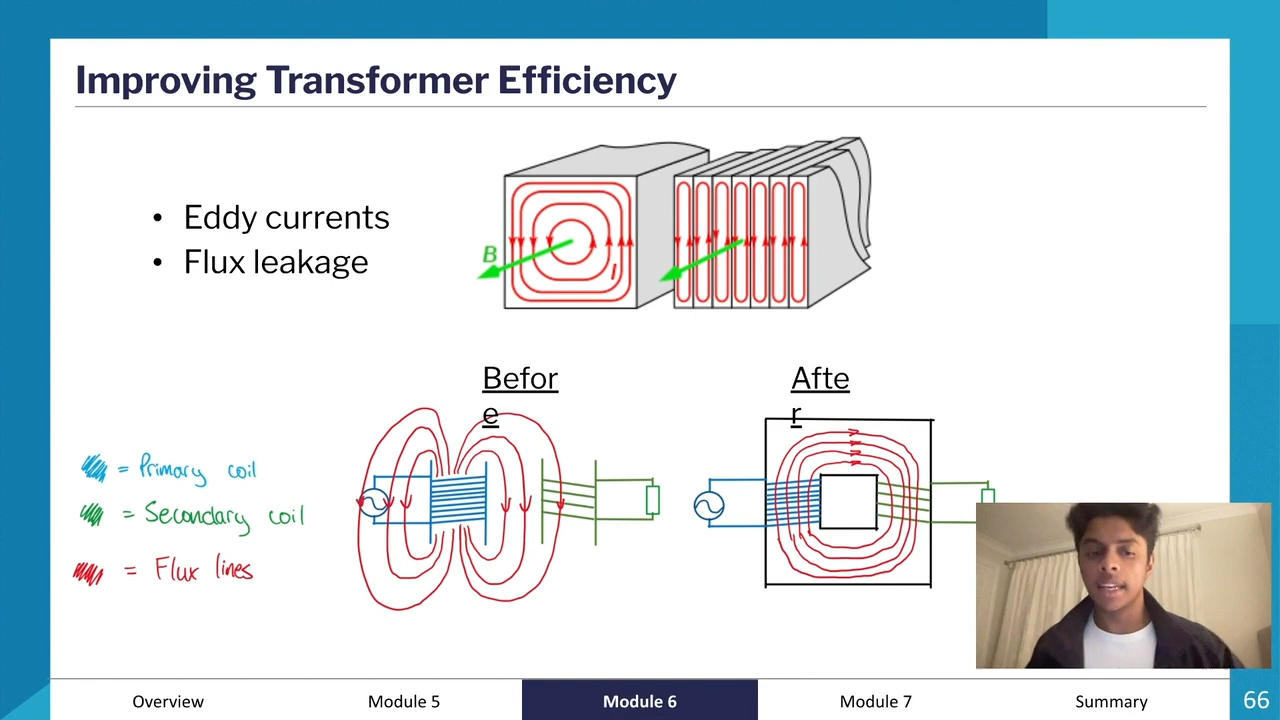 Improving Transformer Efficiency
• Eddy currents
• Flux leakage
B
I
Befor
e
Afte
r
= Primary coil
= Secondary coil
= Flux lines
Overview
Module 5
Module 6
Module 7
Summary
66